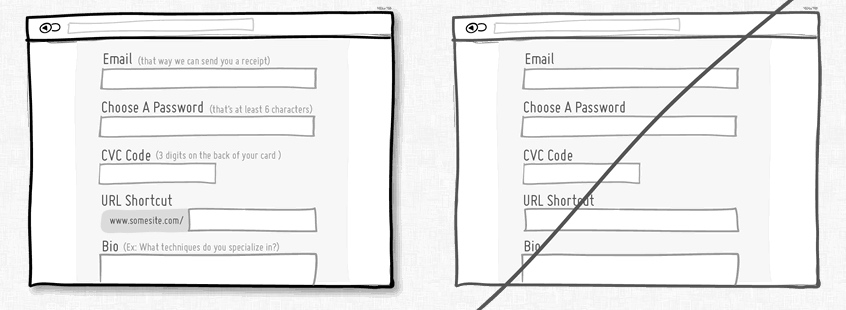 Email (that way we can send you a receipt)
Choose A Password (that's at least 6 characters)
CVC Code (3 digits on the back of your card )
URL Shortcut
www.somesite.com/
Bio (Ex: What techniques do you specialize in?)
Email
Choose A Password
CVC Code
URL Shortcut
Bio